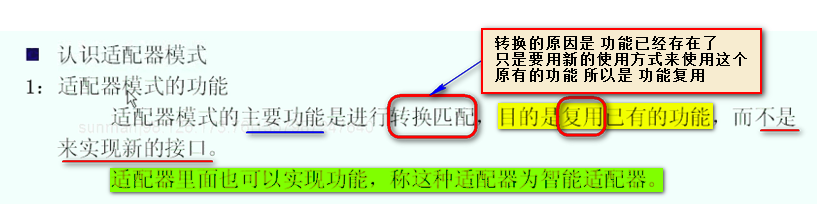 转换的原因是 功能已经存在了
只是要用新的使用方式来使用这个
原有的功能 所以是 功能复用
认识适配器模式
1：适配器模式的功能
适配器模式的主要功能是进行转换匹配，目的是复用已有的功能，而不是
来实现新的接口。
适配器里面也可以实现功能，称这种适配器为智能适配器。